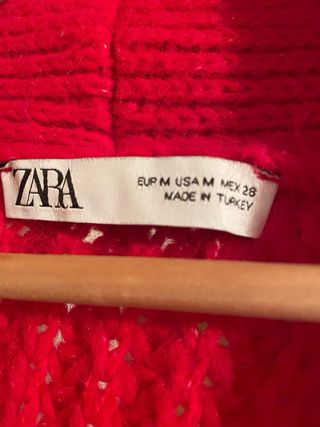 ZARA
EUR M USA M MEX 28
MADE IN TURKEY